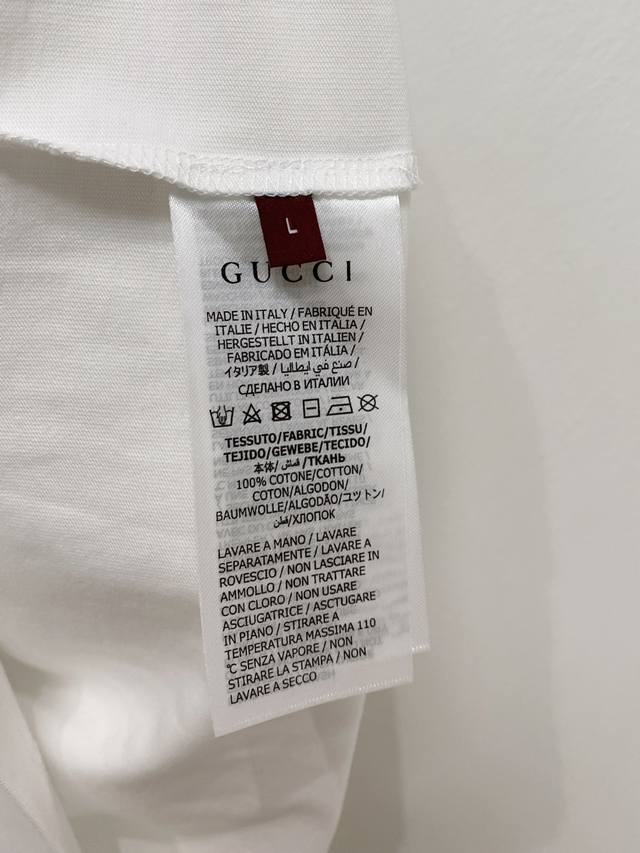 L
GUCCI
MADE IN ITALY / FABRIQUÉ EN
ITALIE / HECHO EN ITALIA /
HERGESTELLT IN ITALIEN /
FABRICADO EM ITÁLIA /
イタリア製 / صنع في ايطاليا /
СДЕЛАНО В ИТАЛИИ
TESSUTO/FABRIC/TISSU/
TEJIDO/GEWEBE/TECIDO/
本体/ قماش /ТКАНЬ
100% COTONE/COTTON/
COTON/ALGODON/
BAUMWOLLE/ALGODÃO/ユツトン/
قطن/ХЛОПОК
LAVARE A MANO / LAVARE
SEPARATAMENTE / LAVARE A
ROVESCIO / NON LASCIARE IN
AMMOLLO / NON TRATTARE
CON CLORO / NON USARE
ASCIUGATRICE / ASCTUGARE
IN PIANO / STIRARE A
TEMPERATURA MASSIMA 110
℃ SENZA VAPORE / NON
STIRARE LA STAMPA / NON
LAVARE A SECCO